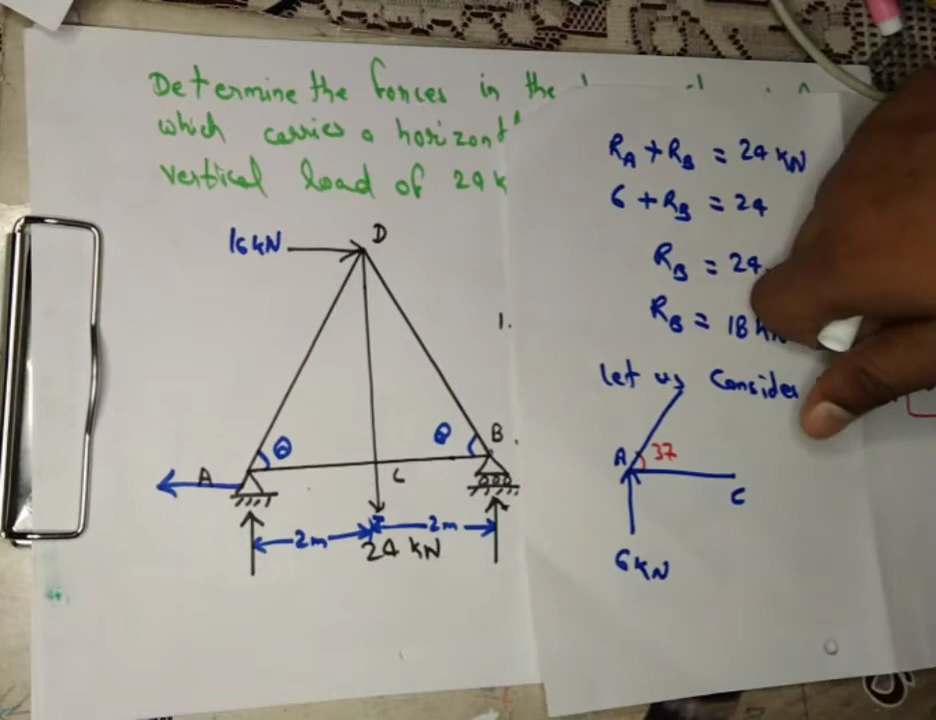 Determine the forces in the
which carries a horizont
vertical load of 24 k
16 kN
D
θ
θ
A
B
C
2m
2m
24 kN
1.
RA + RB = 24 kN
6 + RB = 24
RB = 24
RB = 18 kN
let us Consider
A
37
C
6 kN